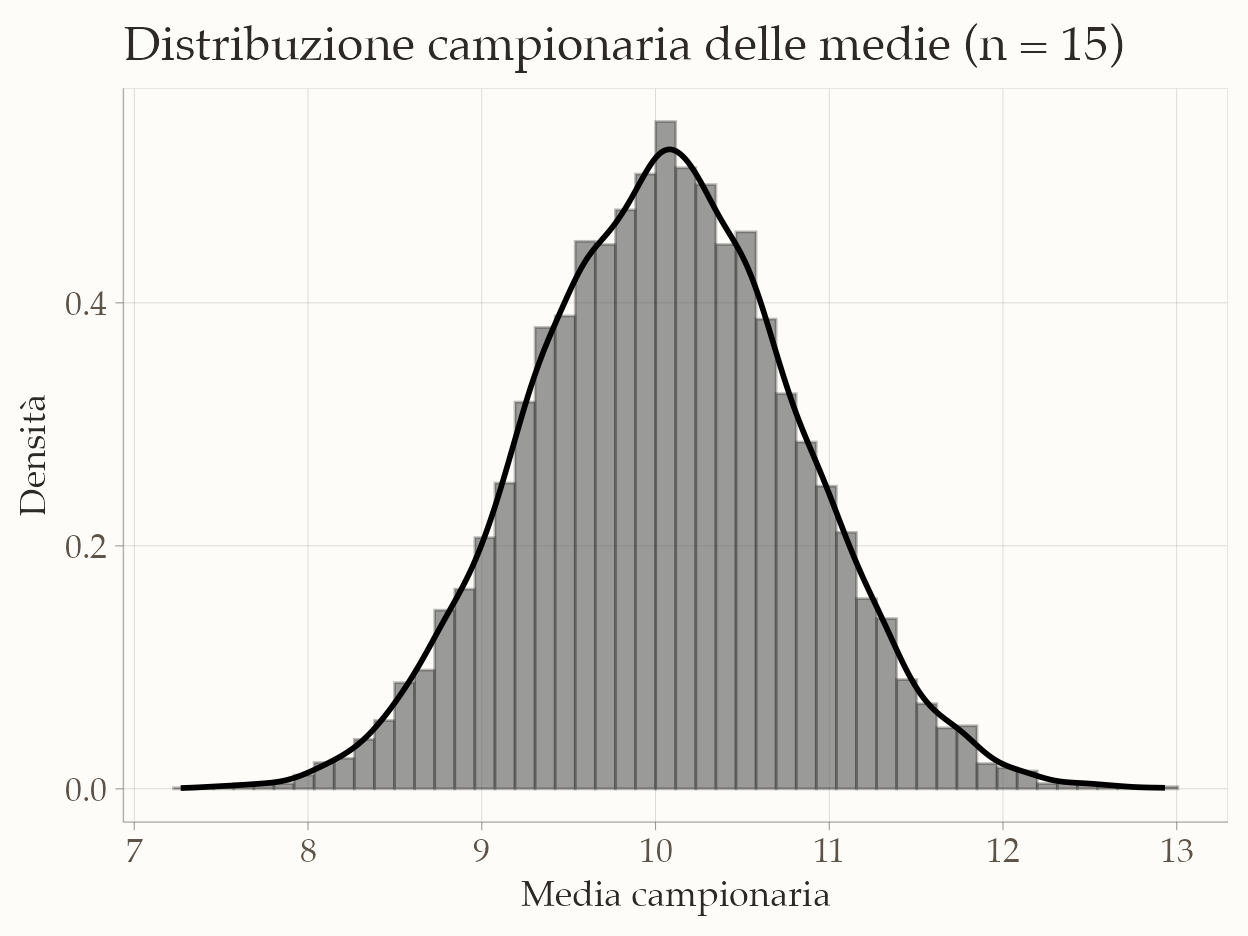 Distribuzione campionaria delle medie (n = 15)
Densità
0.4
0.2
0.0
7 8 9 10 11 12 13
Media campionaria